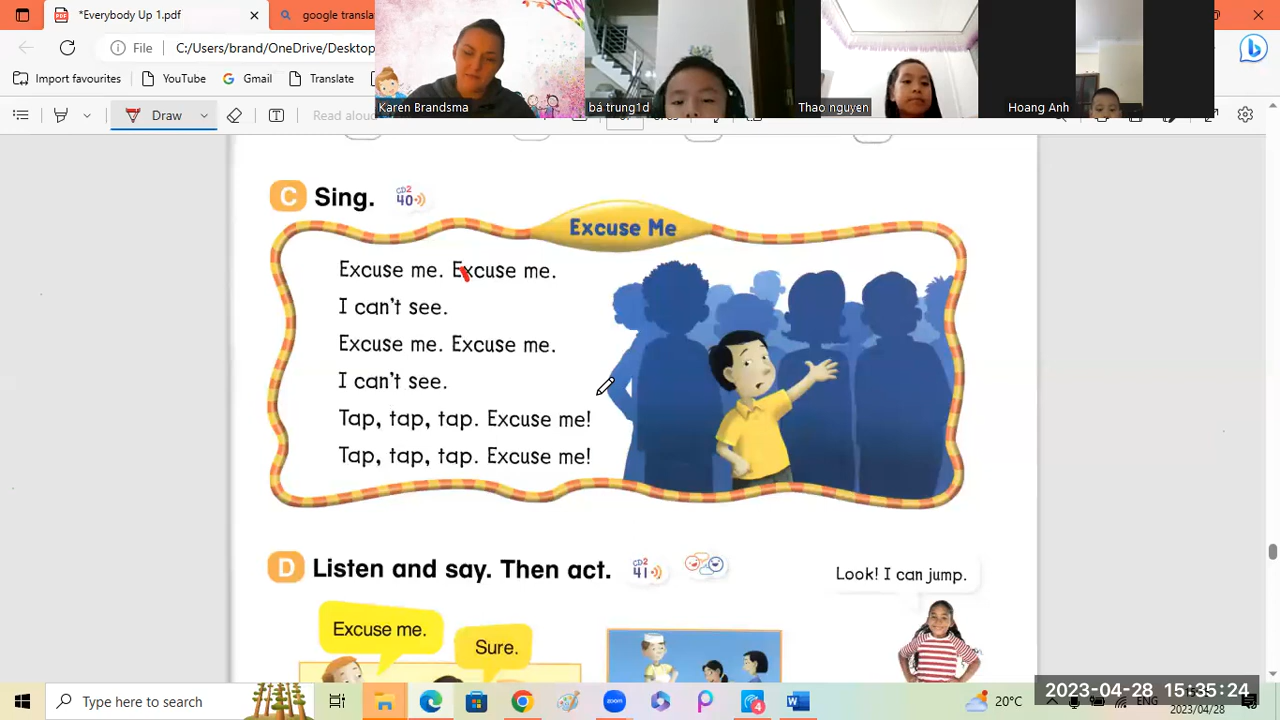 *Everybody Up 1.pdf
google transla
File
C:/Users/brand/OneDrive/Desktop
Import favourites
YouTube
Gmail
Translate
Karen Brandsma
bá trung1d
Thao nguyen
Hoang Anh
Draw
Read aloud
C Sing. CD2 40
Excuse Me
Excuse me. Excuse me.
I can't see.
Excuse me. Excuse me.
I can't see.
Tap, tap, tap. Excuse me!
Tap, tap, tap. Excuse me!
D Listen and say. Then act. CD2 41
Look! I can jump.
Excuse me.
Sure.
Type here to search
4
20°C
ENG
2023-04-28 15:35:24
2023/04/28